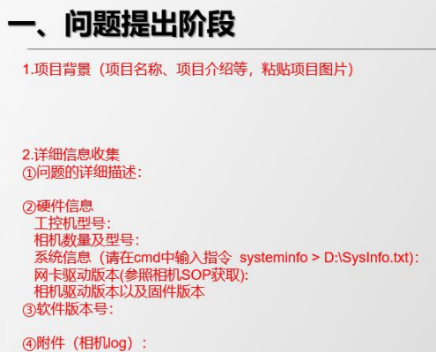 一、问题提出阶段
1.项目背景（项目名称、项目介绍等，粘贴项目图片）
2.详细信息收集
①问题的详细描述：
②硬件信息
工控机型号：
相机数量及型号：
系统信息（请在cmd中输入指令 systeminfo > D:\SysInfo.txt)：
网卡驱动版本(参照相机SOP获取)：
相机驱动版本以及固件版本
③软件版本号：
④附件（相机log）：